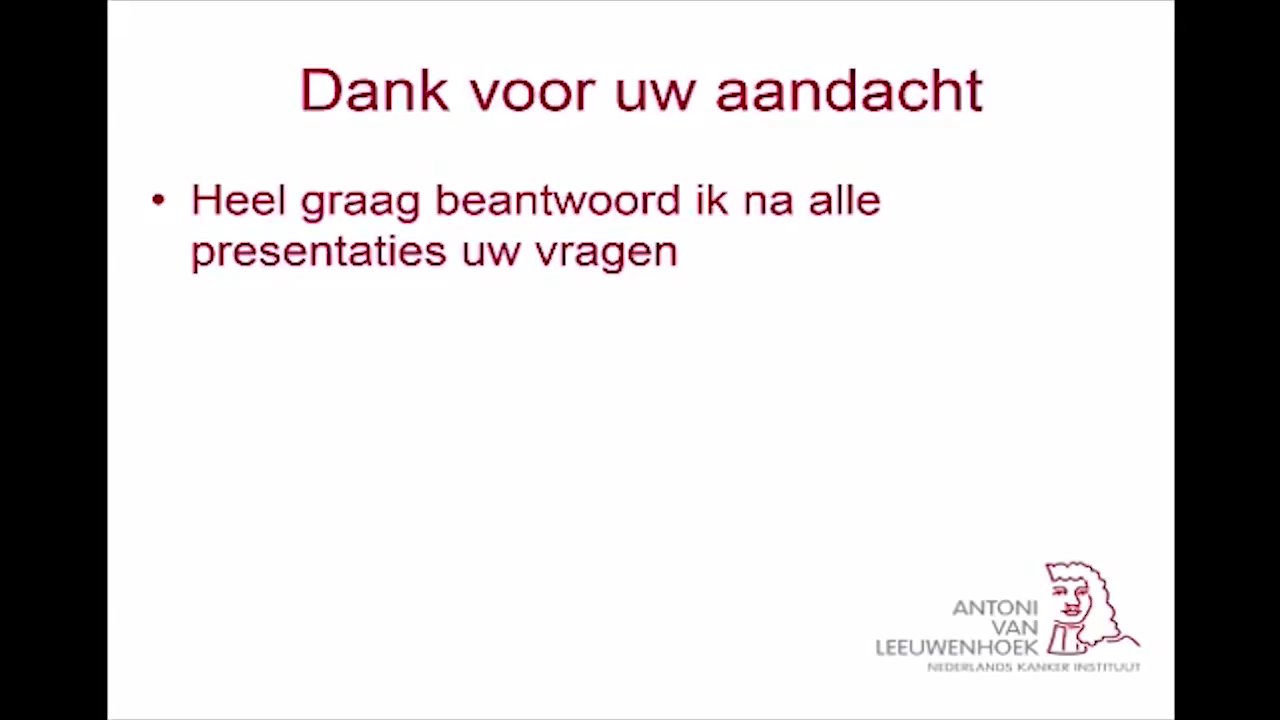 Dank voor uw aandacht
• Heel graag beantwoord ik na alle
presentaties uw vragen
ANTONI
VAN
LEEUWENHOEK
NEDERLANDS KANKER INSTITUUT